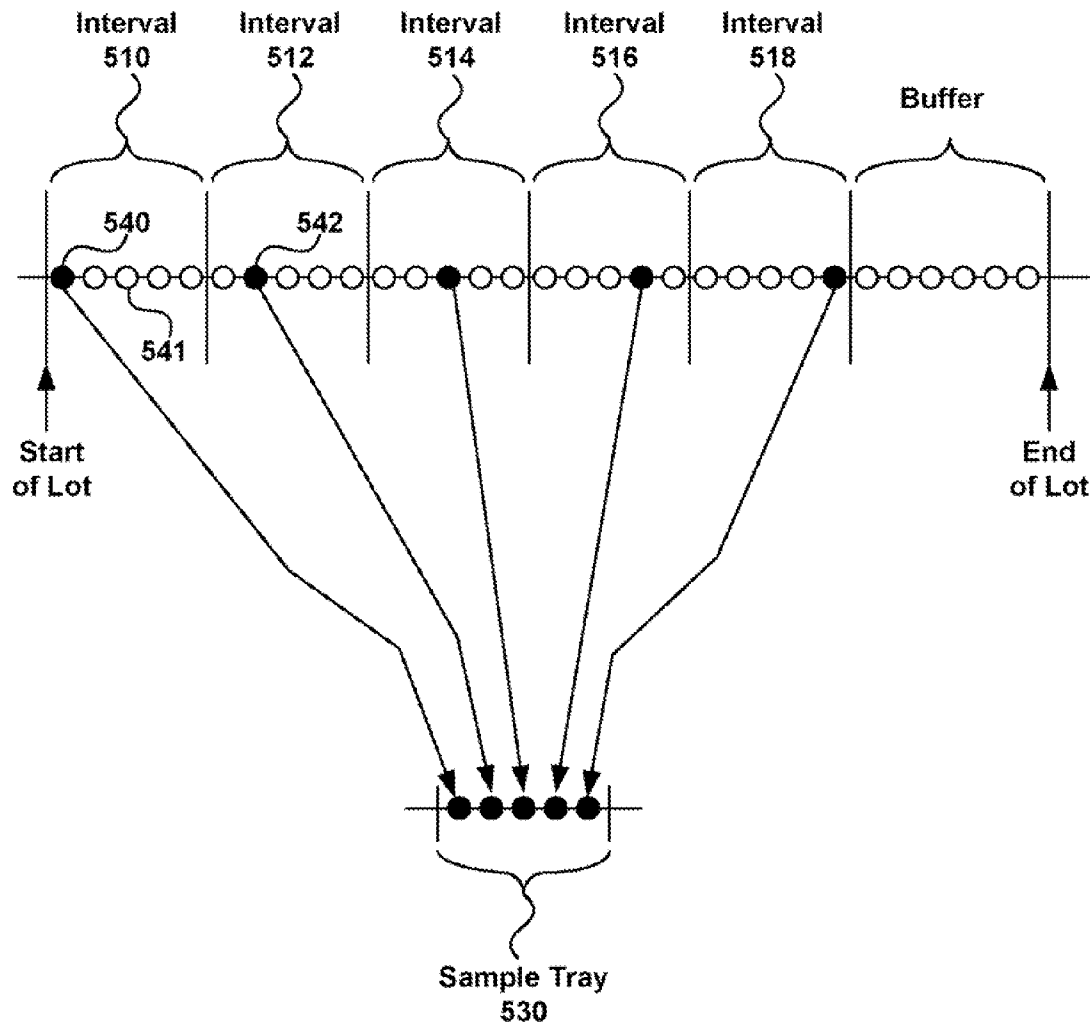 Interval
510
Interval
512
Interval
514
Interval
516
Interval
518
Buffer
540
542
541
Start
of Lot
End
of Lot
Sample Tray
530